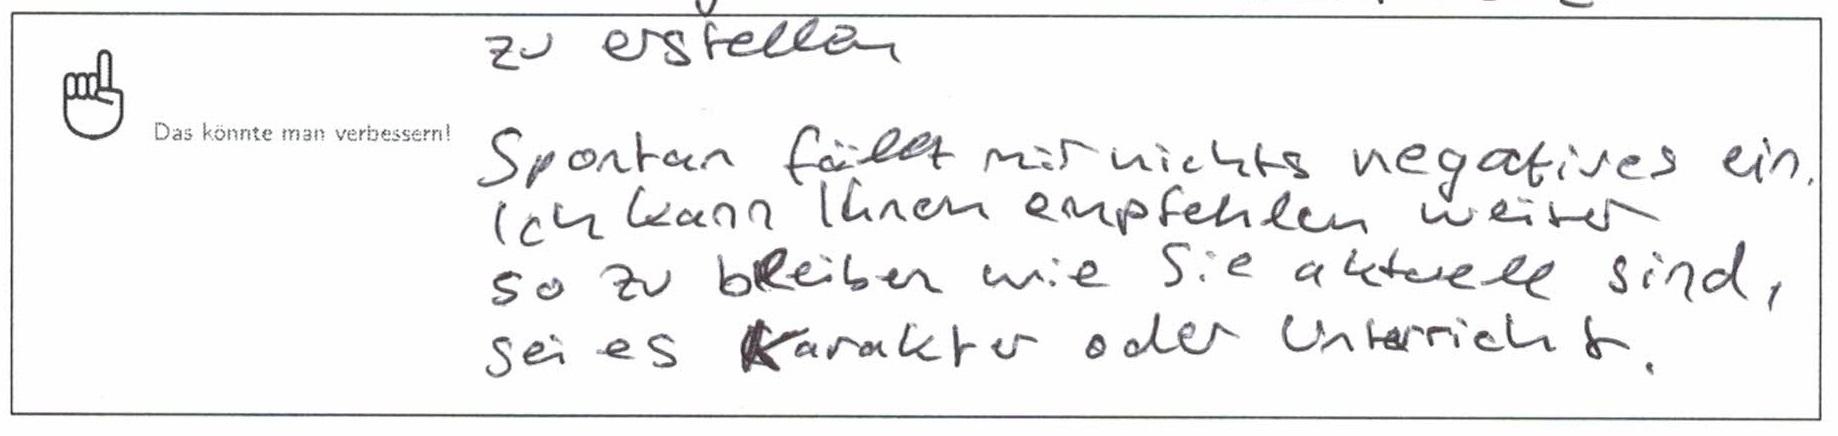 zu erstellen
Das könnte man verbessern!
Spontan fällt mir nichts negatives ein.
Ich kann Ihnen empfehlen weiter
so zu bleiben wie Sie aktuell sind,
sei es Karakter oder Unterricht.